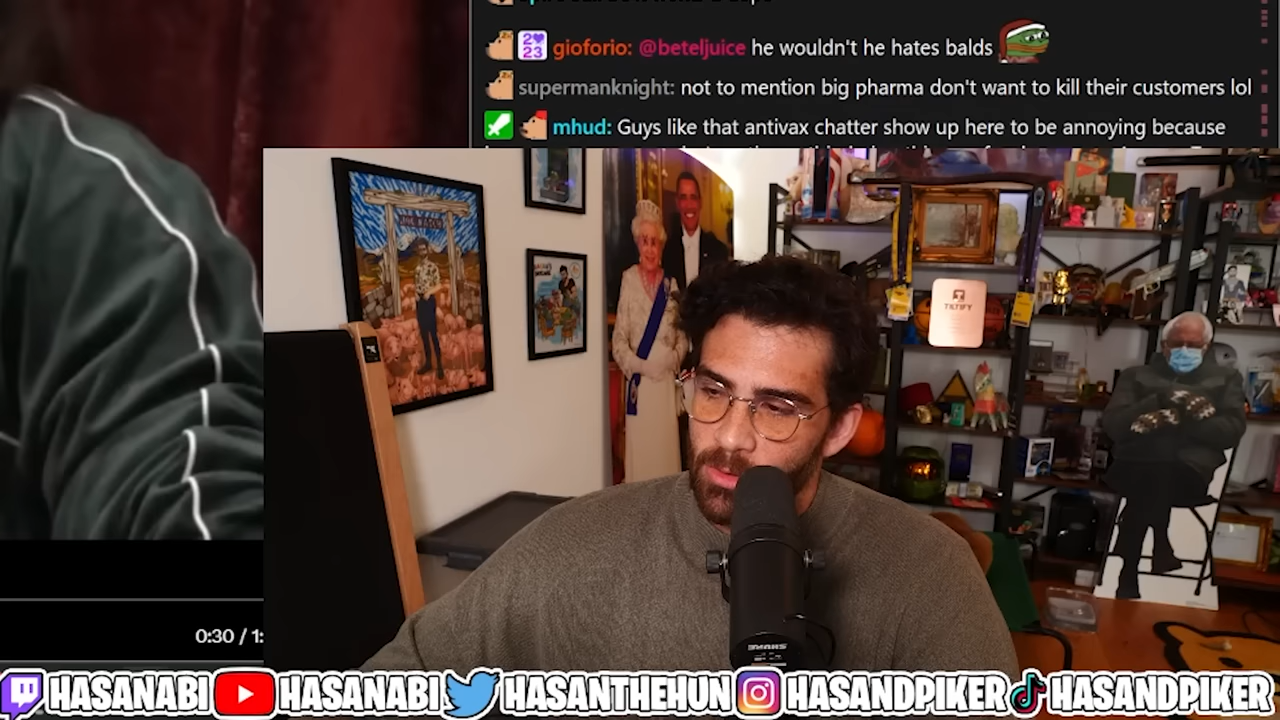 gioforio: @beteljuice he wouldn't he hates balds
supermanknight: not to mention big pharma don't want to kill their customers lol
mhud: Guys like that antivax chatter show up here to be annoying because
TILTIFY
0:30 / 1:
HASANABI HASANABI HASANTHEHUN HASANDPIKER HASANDPIKER